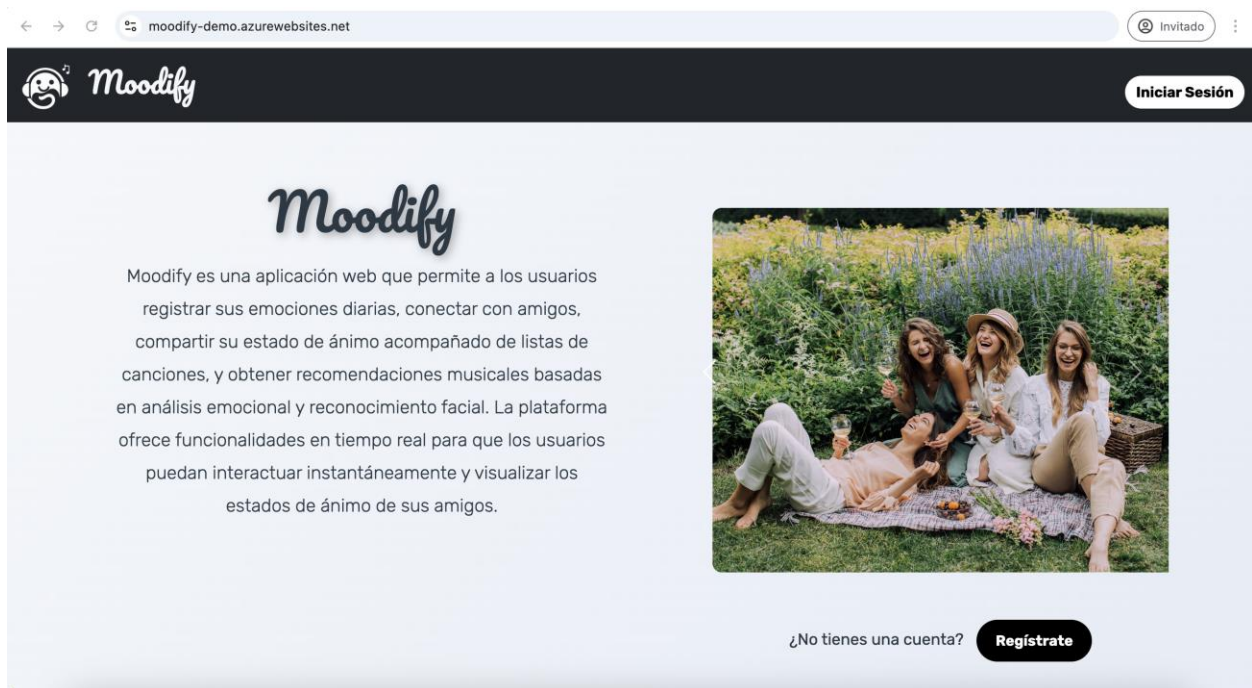 moodify-demo.azurewebsites.net
Invitado
Moodify
Iniciar Sesión
Moodify
Moodify es una aplicación web que permite a los usuarios
registrar sus emociones diarias, conectar con amigos,
compartir su estado de ánimo acompañado de listas de
canciones, y obtener recomendaciones musicales basadas
en análisis emocional y reconocimiento facial. La plataforma
ofrece funcionalidades en tiempo real para que los usuarios
puedan interactuar instantáneamente y visualizar los
estados de ánimo de sus amigos.
¿No tienes una cuenta?
Regístrate